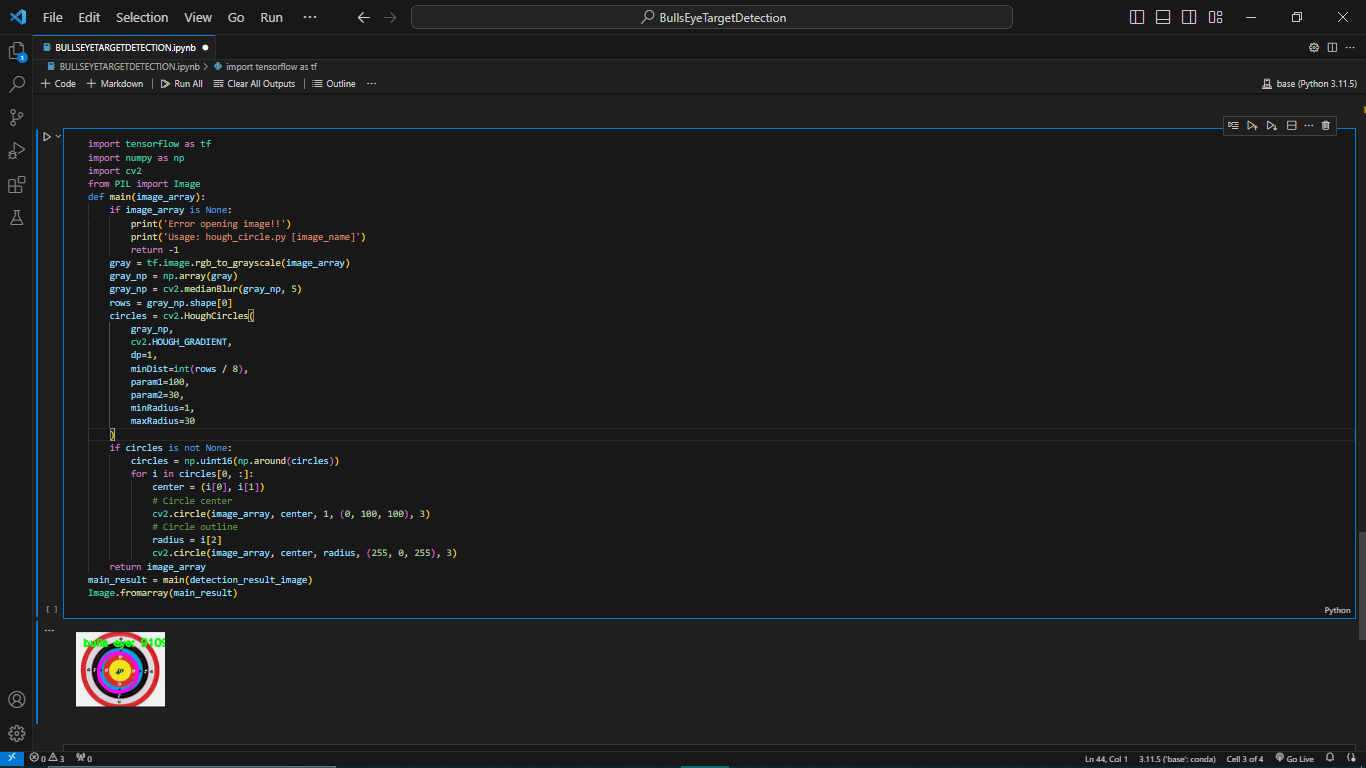 File Edit Selection View Go Run ··· BullsEyeTargetDetection
BULLSEYETARGETDETECTION.ipynb
BULLSEYETARGETDETECTION.ipynb > import tensorflow as tf
+ Code + Markdown | Run All Clear All Outputs | Outline ··· base (Python 3.11.5)
import tensorflow as tf
import numpy as np
import cv2
from PIL import Image
def main(image_array):
    if image_array is None:
        print('Error opening image!!')
        print('Usage: hough_circle.py [image_name]')
        return -1
    gray = tf.image.rgb_to_grayscale(image_array)
    gray_np = np.array(gray)
    gray_np = cv2.medianBlur(gray_np, 5)
    rows = gray_np.shape[0]
    circles = cv2.HoughCircles(
        gray_np,
        cv2.HOUGH_GRADIENT,
        dp=1,
        minDist=int(rows / 8),
        param1=100,
        param2=30,
        minRadius=1,
        maxRadius=30
    )
    if circles is not None:
        circles = np.uint16(np.around(circles))
        for i in circles[0, :]:
            center = (i[0], i[1])
            # Circle center
            cv2.circle(image_array, center, 1, (0, 100, 100), 3)
            # Circle outline
            radius = i[2]
            cv2.circle(image_array, center, radius, (255, 0, 255), 3)
    return image_array
main_result = main(detection_result_image)
Image.fromarray(main_result)
[ ] Python
bulls eye:
0 3 0 Ln 44, Col 1 3.11.5 ('base': conda) Cell 3 of 4 Go Live